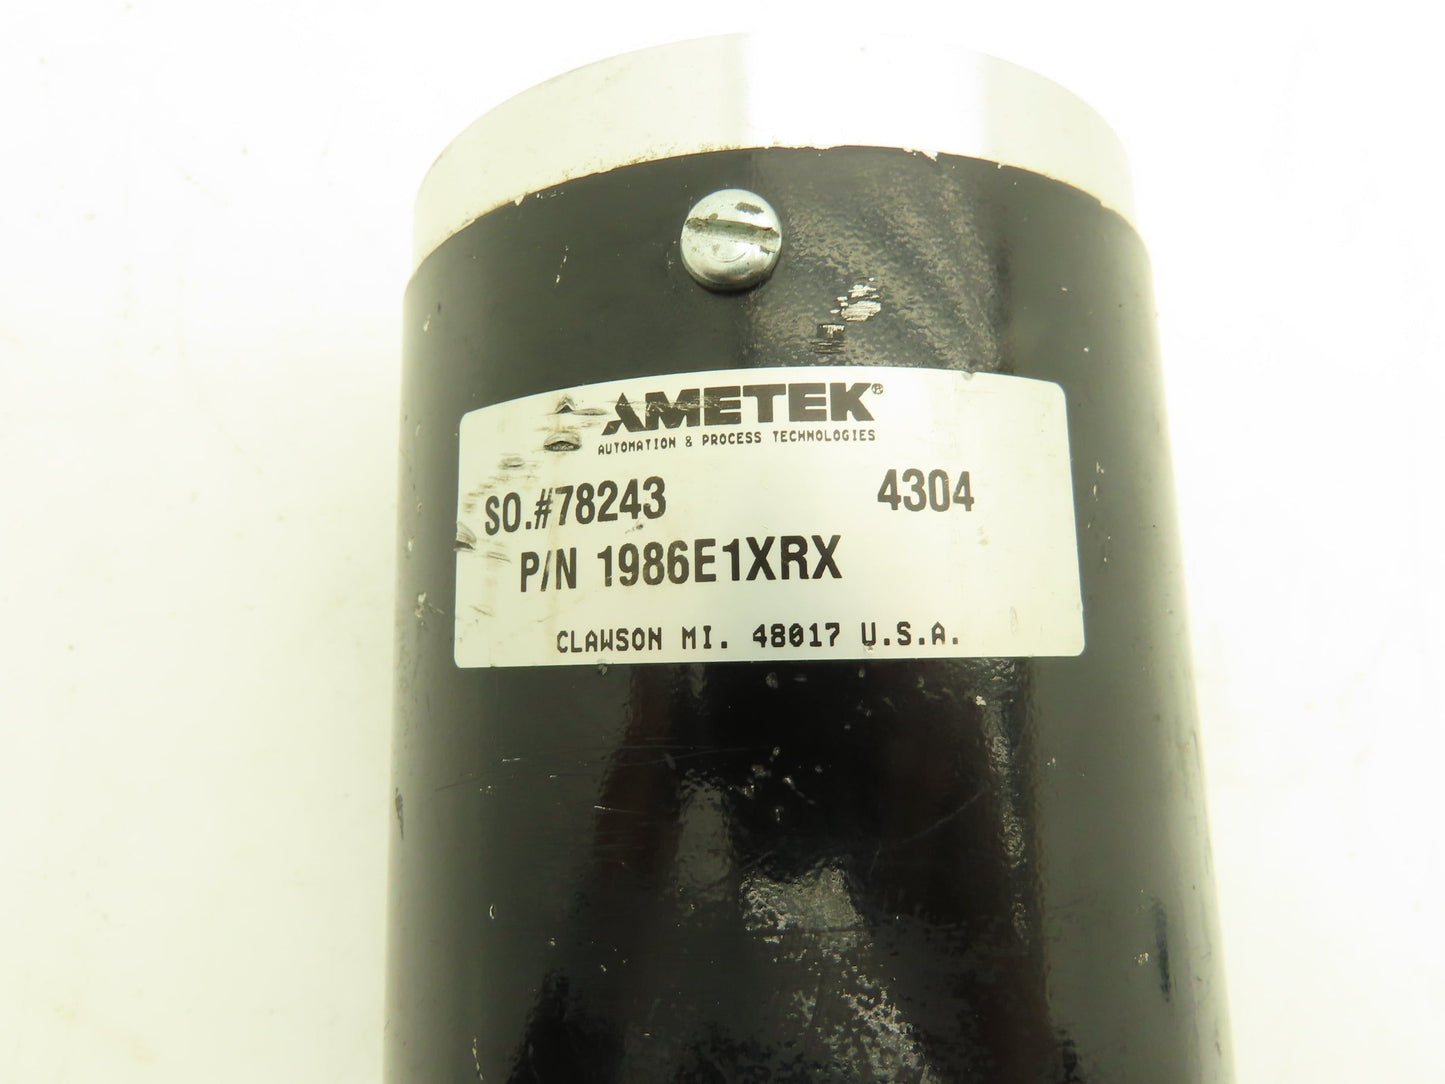 AMETEK®
AUTOMATION & PROCESS TECHNOLOGIES
SO.#78243 4304
P/N 1986E1XRX
CLAWSON MI. 48017 U.S.A.